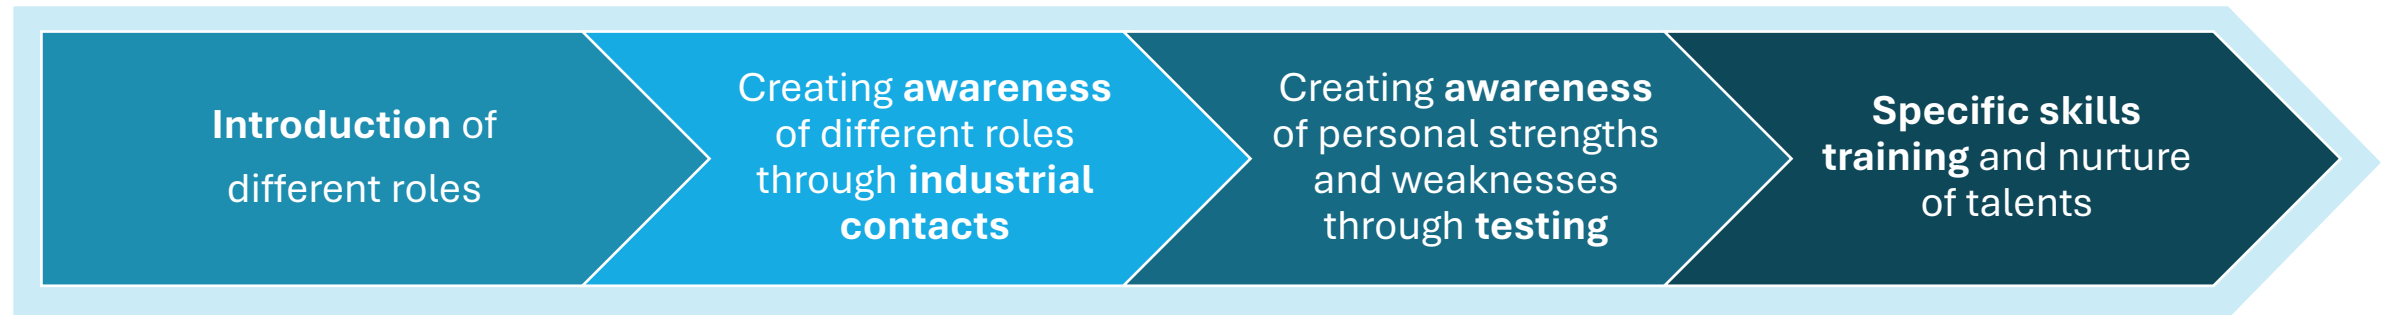 Introduction of
different roles
Creating awareness
of different roles
through industrial
contacts
Creating awareness
of personal strengths
and weaknesses
through testing
Specific skills
training and nurture
of talents